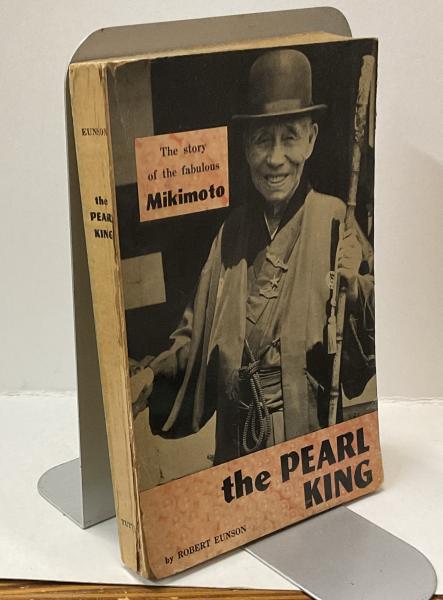 EUNSON
the
PEARL
KING
The story
of the fabulous
Mikimoto
the PEARL
KING
by ROBERT EUNSON